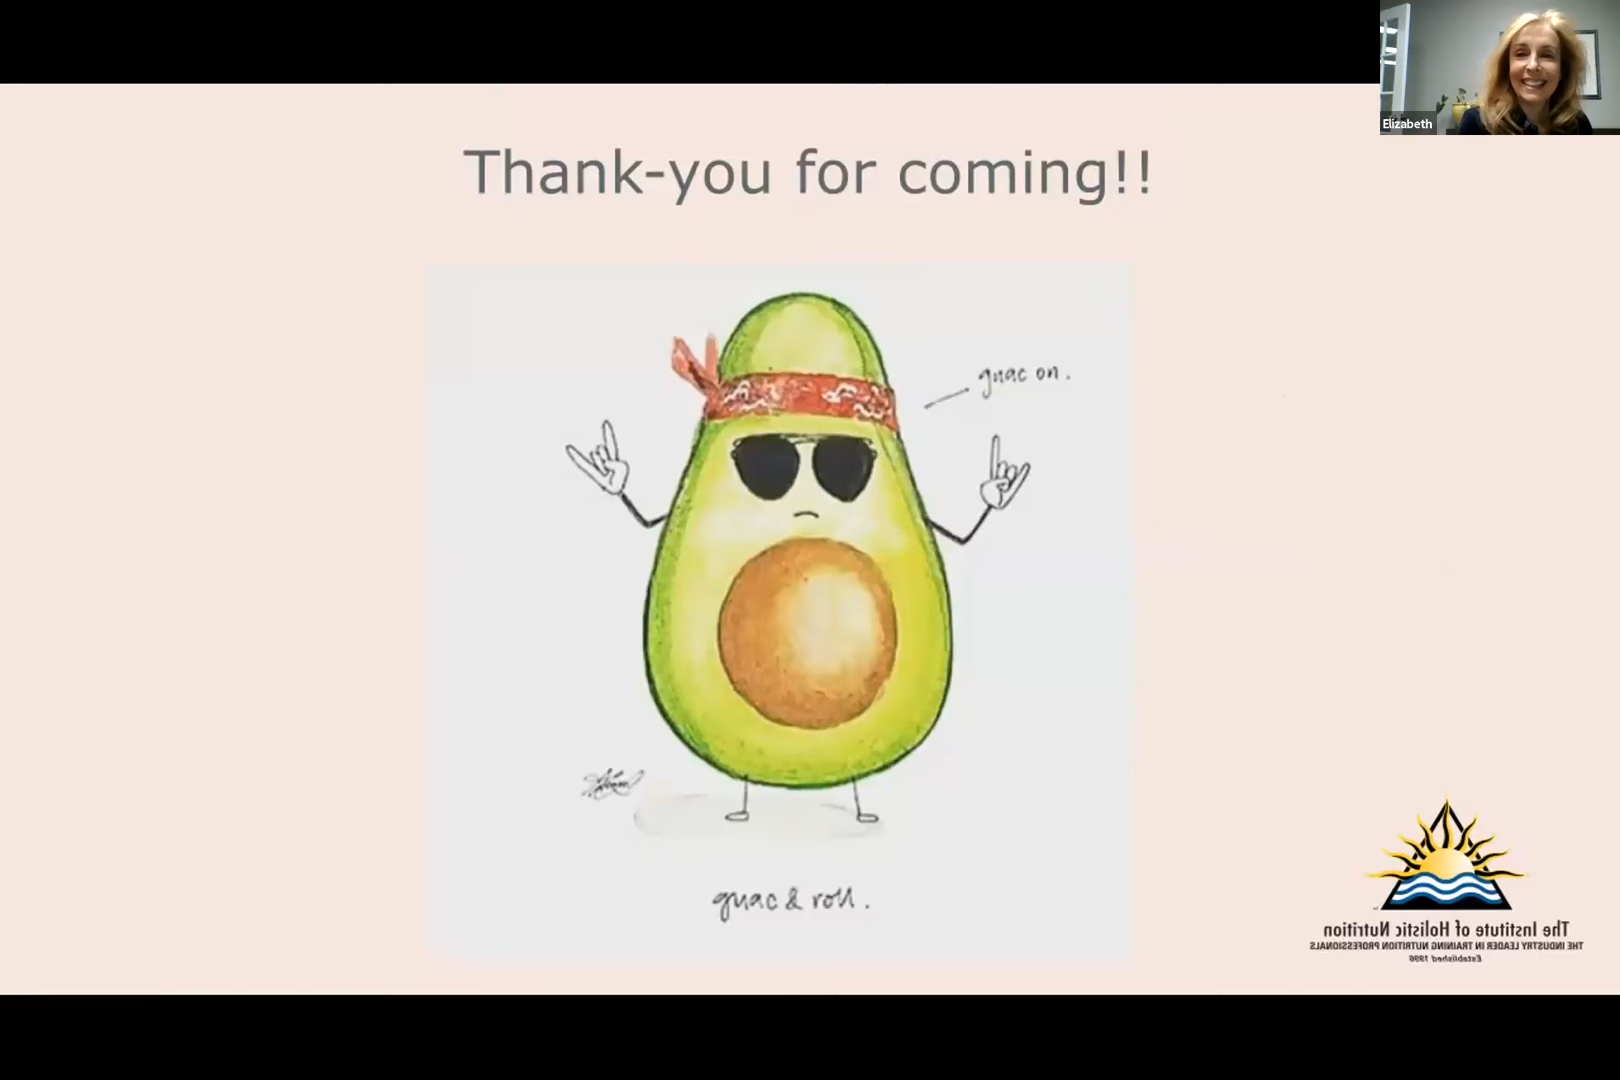 Elizabeth
Thank-you for coming!!
guac on.
guac & roll.
The Institute of Holistic Nutrition
THE INDUSTRY LEADER IN TRAINING NUTRITION PROFESSIONALS
Established 1996